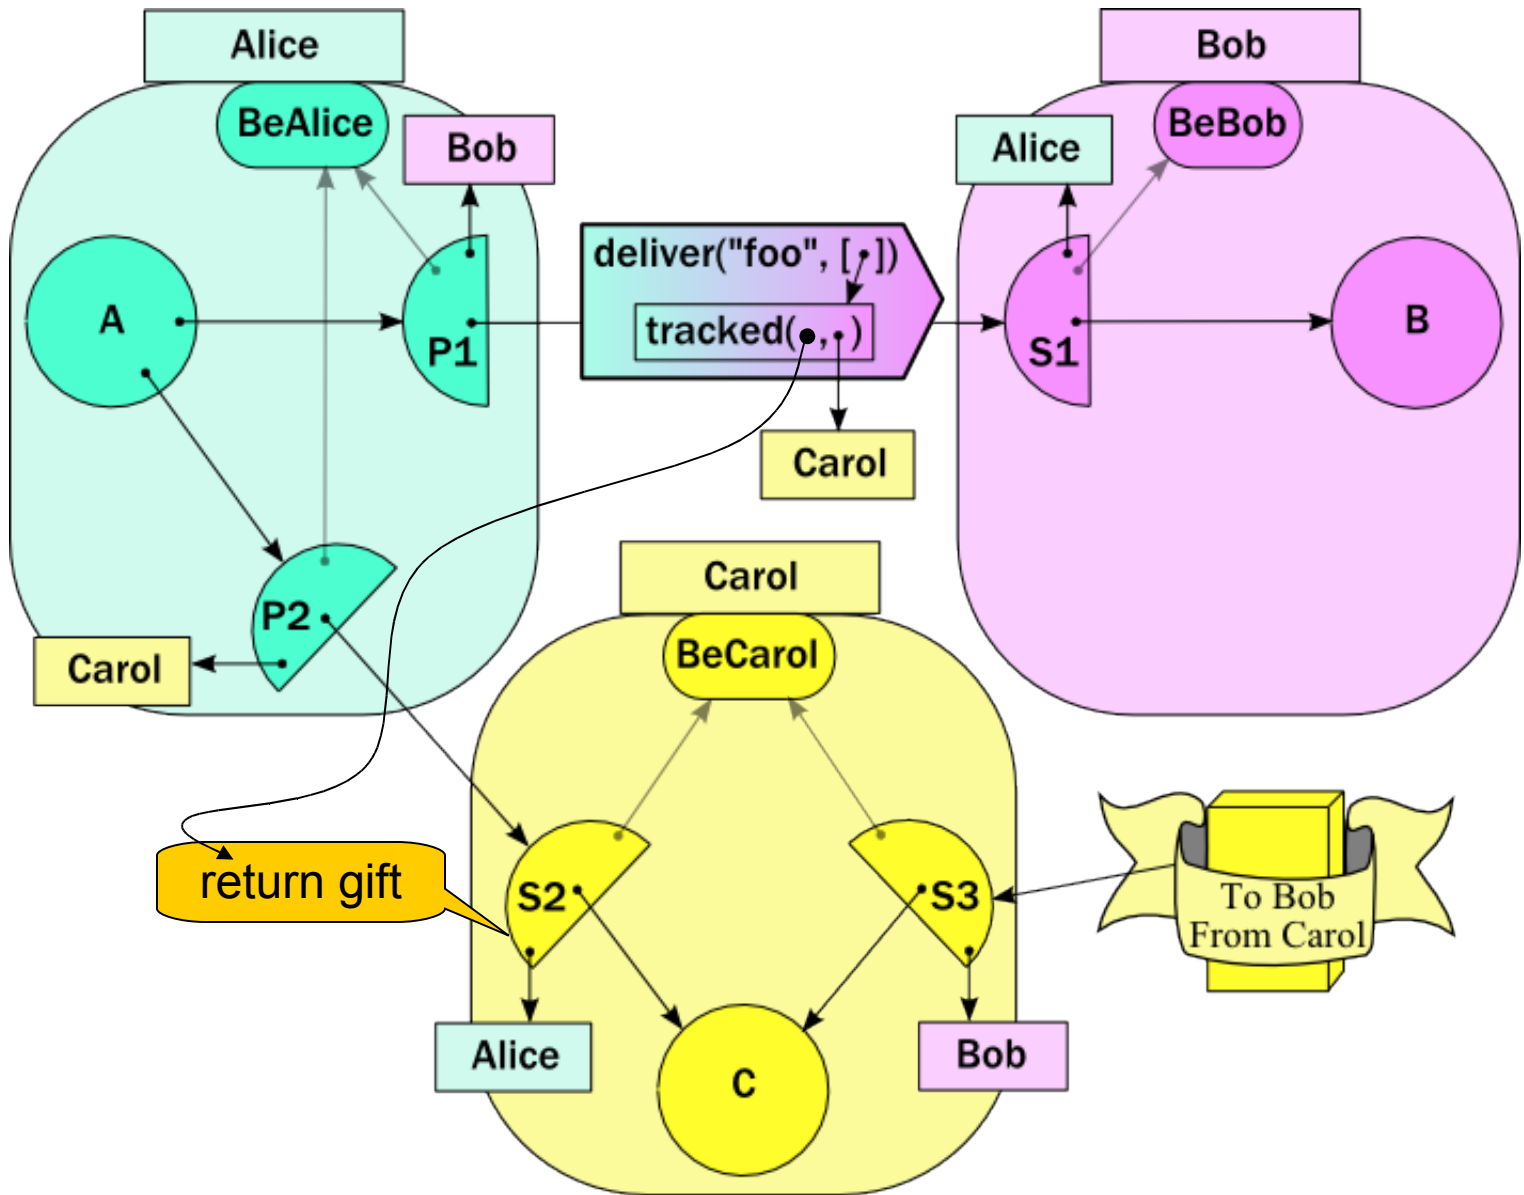 Alice
Bob
BeAlice
Bob
Alice
BeBob
deliver("foo", [ ])
A
P1
tracked( , )
S1
B
Carol
Carol
P2
BeCarol
Carol
return gift
S2
S3
To Bob
From Carol
Alice
C
Bob